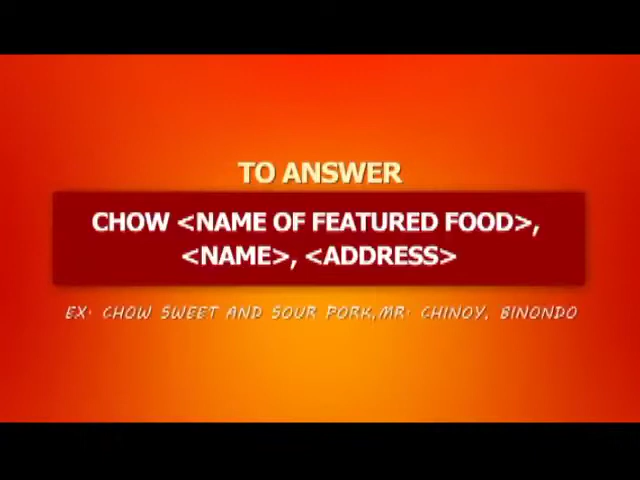 TO ANSWER
CHOW <NAME OF FEATURED FOOD>,
<NAME>, <ADDRESS>
EX: CHOW SWEET AND SOUR PORK,MR. CHINOY, BINONDO